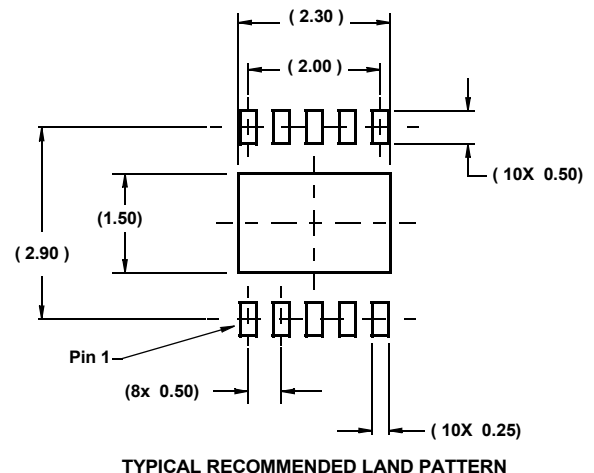 ( 2.30 )
( 2.00 )
( 10X 0.50)
(1.50)
( 2.90 )
Pin 1
(8x 0.50)
( 10X 0.25)
TYPICAL RECOMMENDED LAND PATTERN